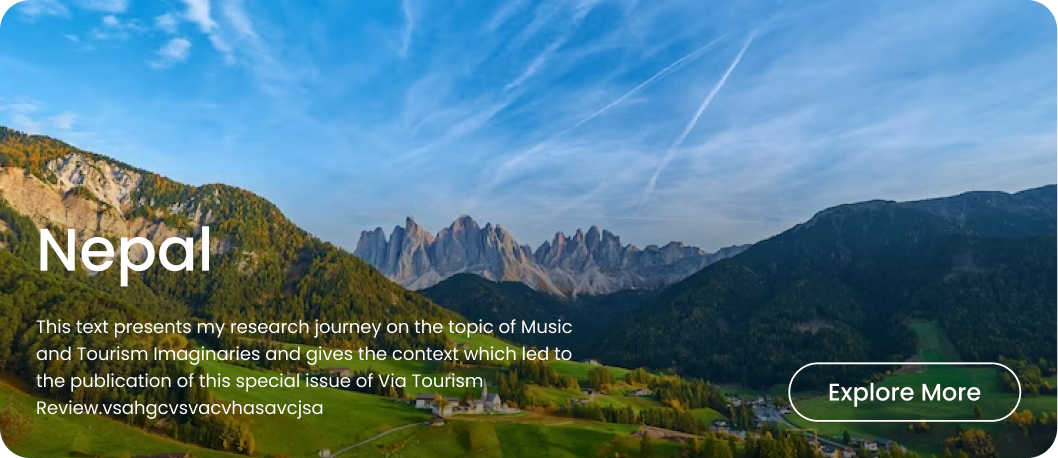 Nepal
This text presents my research journey on the topic of Music
and Tourism Imaginaries and gives the context which led to
the publication of this special issue of Via Tourism
Review.vsahgcvsvacvhasavcjsa
Explore More